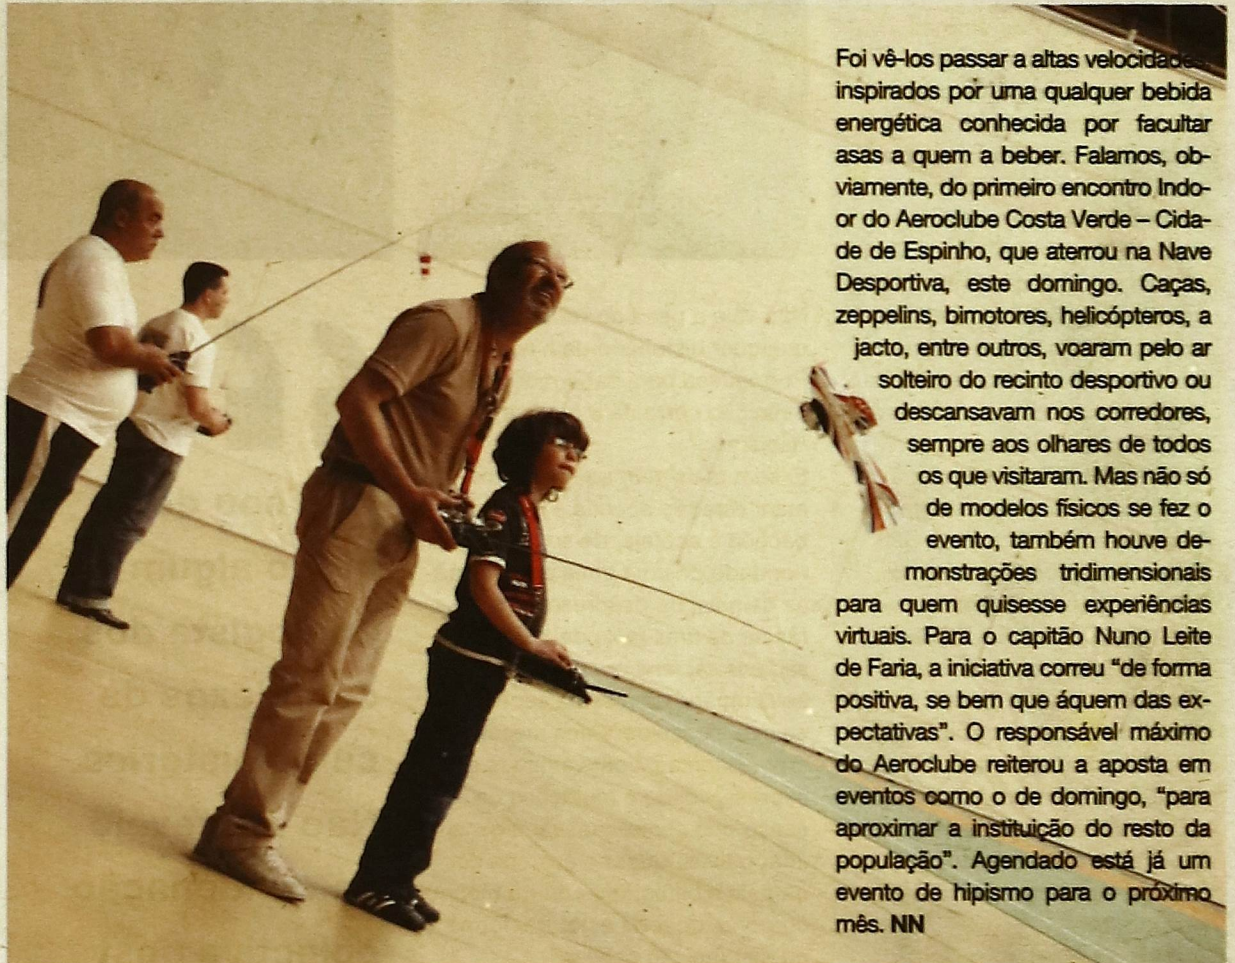 Foi vê-los passar a altas velocidades,
inspirados por uma qualquer bebida
energética conhecida por facultar
asas a quem a beber. Falamos, ob-
viamente, do primeiro encontro Indo-
or do Aeroclube Costa Verde – Cida-
de de Espinho, que aterrou na Nave
Desportiva, este domingo. Caças,
zeppelins, bimotores, helicópteros, a
jacto, entre outros, voaram pelo ar
solteiro do recinto desportivo ou
descansavam nos corredores,
sempre aos olhares de todos
os que visitaram. Mas não só
de modelos físicos se fez o
evento, também houve de-
monstrações tridimensionais
para quem quisesse experiências
virtuais. Para o capitão Nuno Leite
de Faria, a iniciativa correu “de forma
positiva, se bem que áquem das ex-
pectativas”. O responsável máximo
do Aeroclube reiterou a aposta em
eventos como o de domingo, “para
aproximar a instituição do resto da
população”. Agendado está já um
evento de hipismo para o próximo
mês. NN